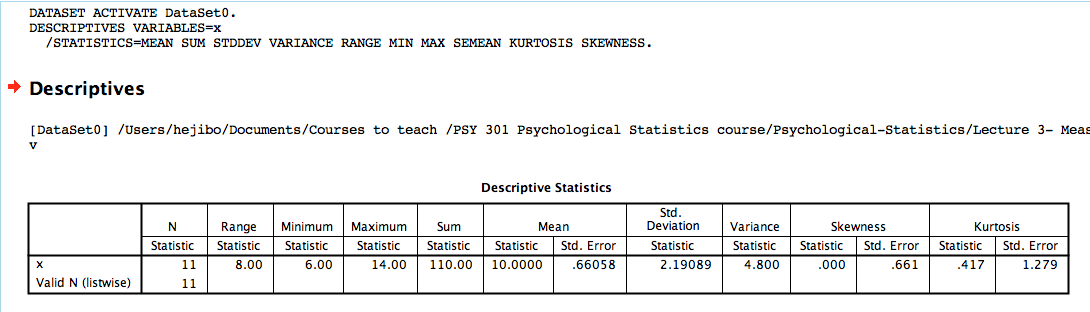 DATASET ACTIVATE DataSet0.
DESCRIPTIVES VARIABLES=x
/STATISTICS=MEAN SUM STDDEV VARIANCE RANGE MIN MAX SEMEAN KURTOSIS SKEWNESS.
Descriptives
[DataSet0] /Users/hejibo/Documents/Courses to teach /PSY 301 Psychological Statistics course/Psychological-Statistics/Lecture 3- Meas
v
Descriptive Statistics
N Range Minimum Maximum Sum Mean Std. Deviation Variance Skewness Kurtosis
Statistic Statistic Statistic Statistic Statistic Statistic Std. Error Statistic Statistic Statistic Std. Error Statistic Std. Error
x 11 8.00 6.00 14.00 110.00 10.0000 .66058 2.19089 4.800 .000 .661 .417 1.279
Valid N (listwise) 11